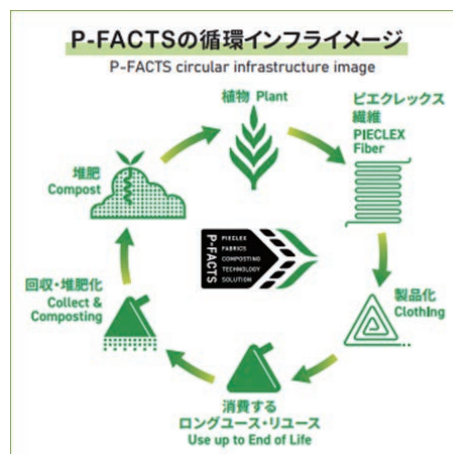 P-FACTSの循環インフライメージ
P-FACTS circular infrastructure image
植物 Plant
ピエクレックス
繊維
PIECLEX
Fiber
製品化
Clothing
消費する
ロングユース・リユース
Use up to End of Life
回収・堆肥化
Collect &
Composting
堆肥
Compost
P-FACTS
PIECLEX
FABRICS
COMPOSTING
TECHNOLOGY
SOLUTION